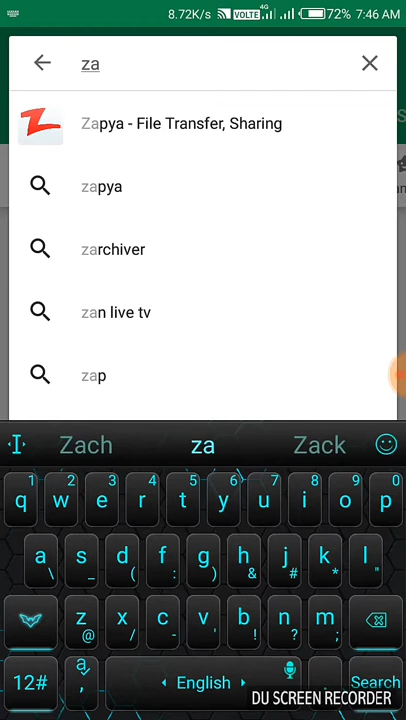 8.72K/s VOLTE 4G 72% 7:46 AM
za
Zapya - File Transfer, Sharing
zapya
zarchiver
zan live tv
zap
Zach za Zack
1 2 3 4 5 6 7 8 9 0
q w e r t y u i o p
a s d f g h j k l
\ _ ( : ) & # * "
z x c v b n m
@ / - ' ! ? ;
12# a , English . Search
DU SCREEN RECORDER